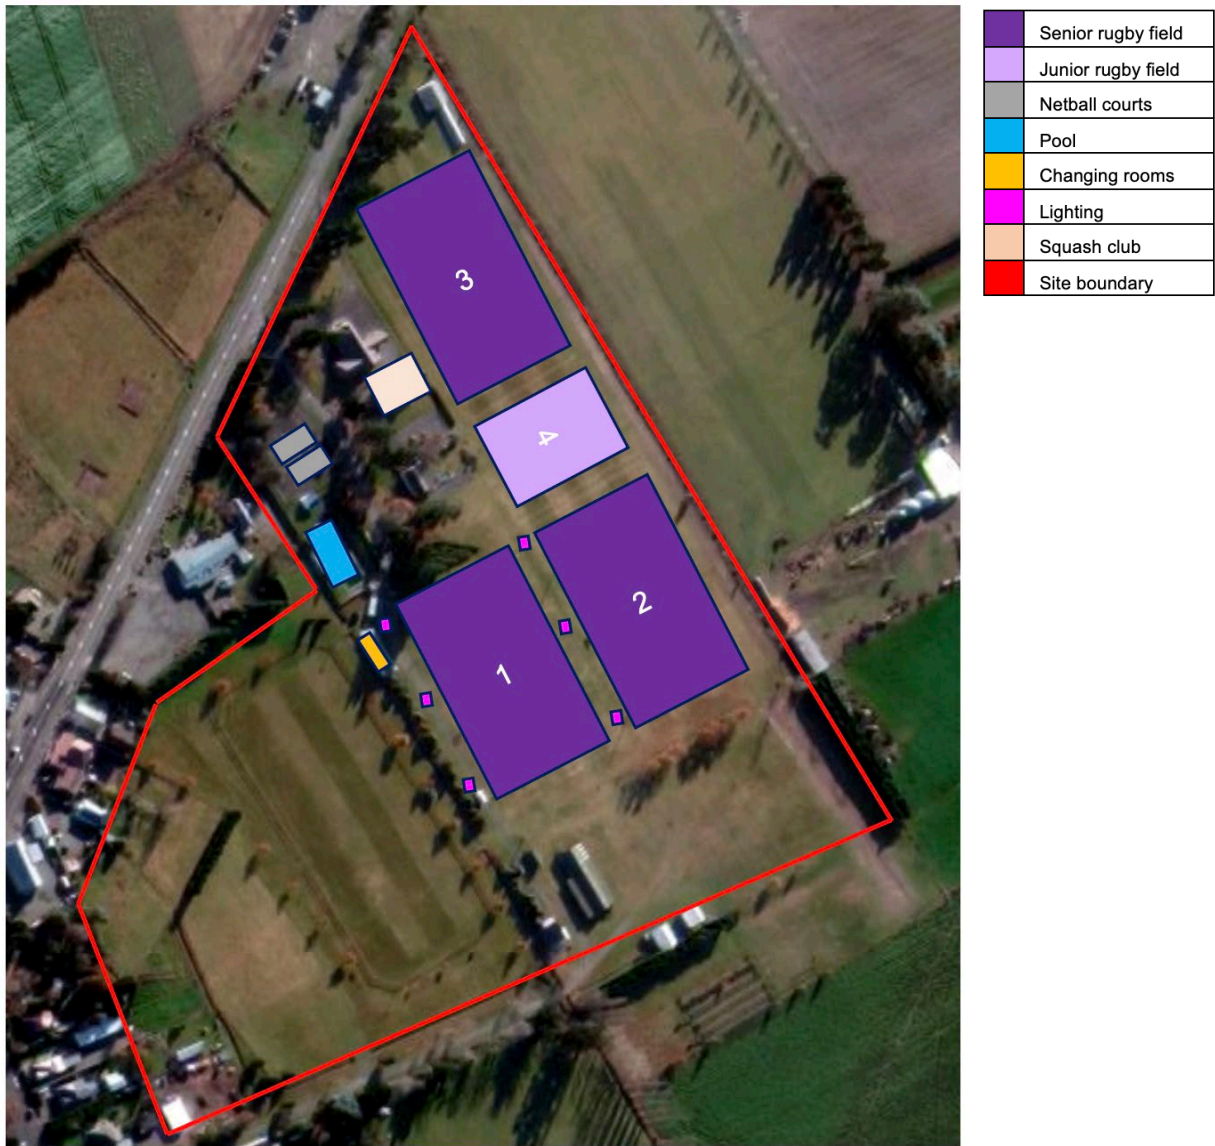 Senior rugby field
Junior rugby field
Netball courts
Pool
Changing rooms
Lighting
Squash club
Site boundary
3
4
2
1